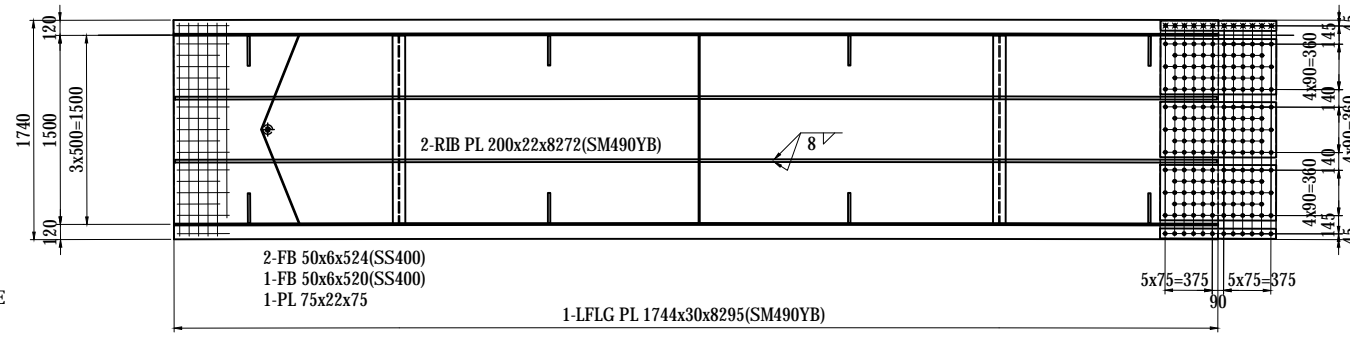 120
1740
1500
3x500=1500
120
2-RIB PL 200x22x8272(SM490YB)
8
2-FB 50x6x524(SS400)
1-FB 50x6x520(SS400)
1-PL 75x22x75
E
1-LFLG PL 1744x30x8295(SM490YB)
5x75=375
90
5x75=375
45
145
4x90=360
140
4x90=360
140
4x90=360
145
45